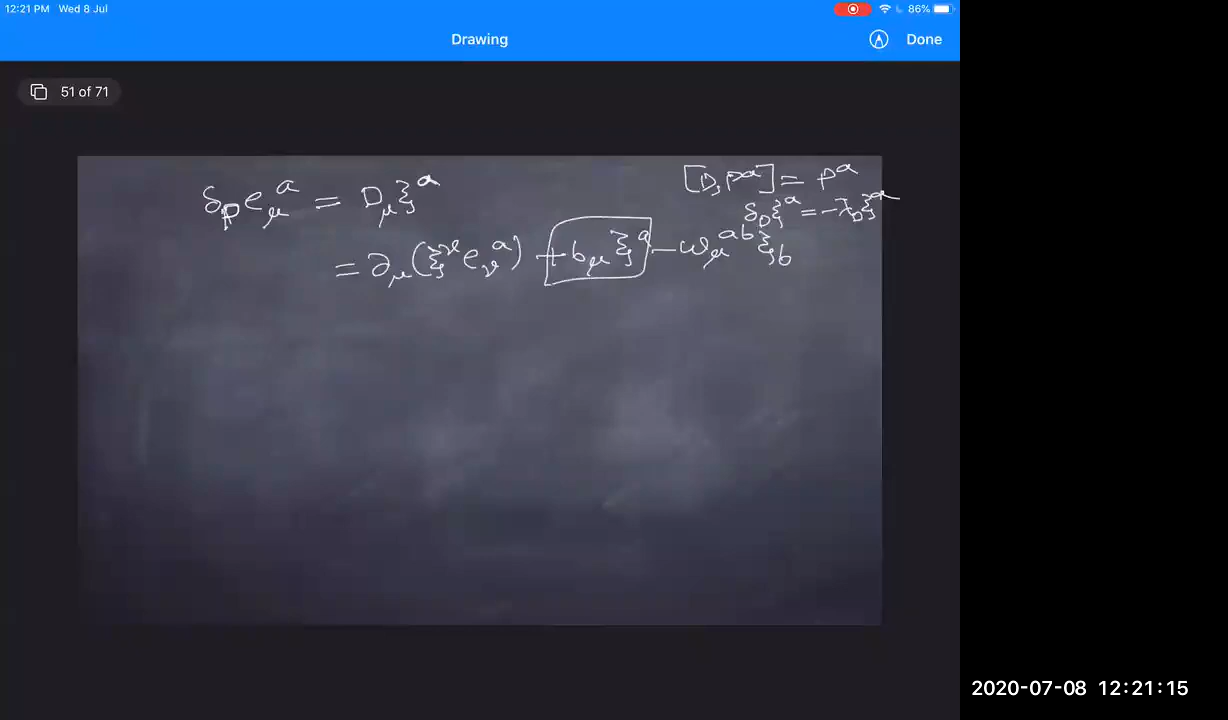 12:21 PM Wed 8 Jul 86%
Drawing Done
51 of 71
δ_P e_μ^a = D_μ ξ^a
[D, P^a] = P^a
δ_D ξ^a = -λ_D ξ^a
= ∂_μ (ξ^ν e_ν^a) + b_μ ξ^a - ω_μ^{ab} ξ_b
2020-07-08 12:21:15